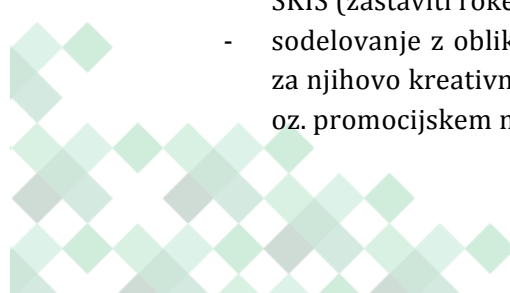 SKIS (zastaviti roke
- sodelovanje z oblik
za njihovo kreativn
oz. promocijskem